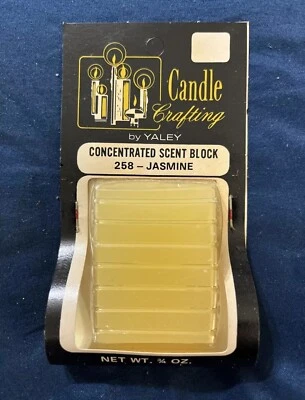 Candle
Crafting
by YALEY
CONCENTRATED SCENT BLOCK
258 – JASMINE
NET WT. ¾ OZ.